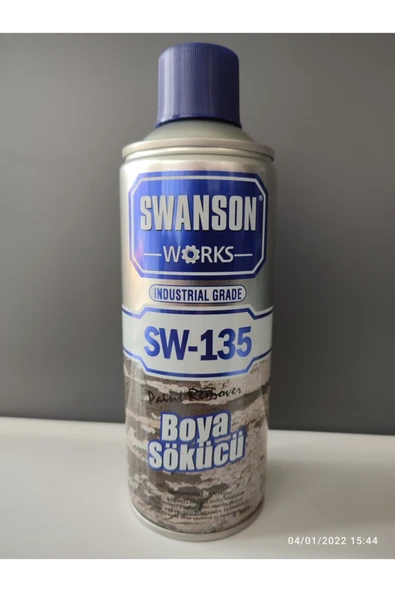 SWANSON®
WORKS
INDUSTRIAL GRADE
SW-135
Paint Remover
Boya
Sökücü
04/01/2022 15:44